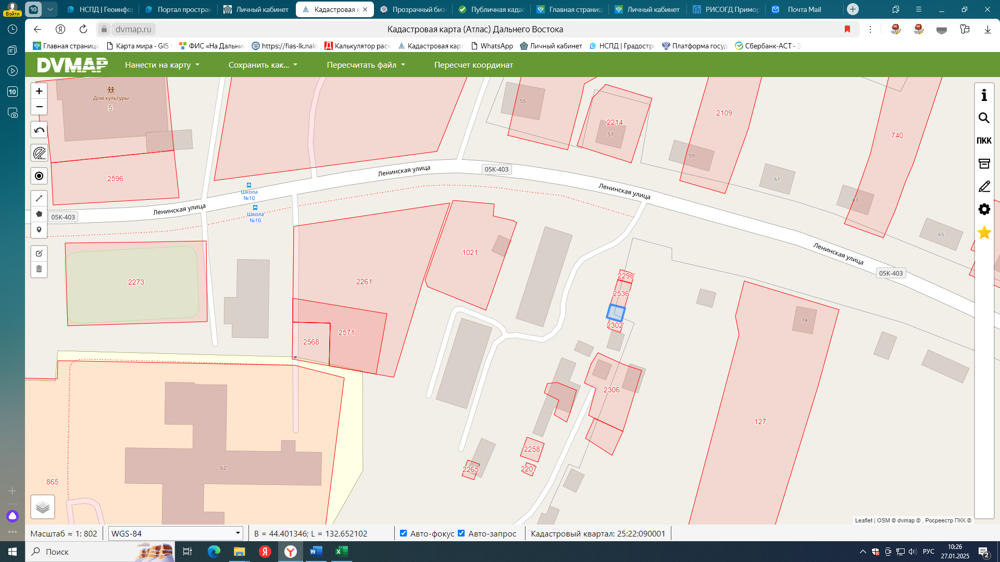 Войти
10
НСПД | Геоинфор
Портал простран
Личный кабинет
Кадастровая к
Прозрачный биз
Публичная кадас
Главная страница
Личный кабинет
РИСОГД Примор
Почта Mail
dvmap.ru
Кадастровая карта (Атлас) Дальнего Востока
Главная страница
Карта мира - GIS
ФИС «На Дальни
https://fias-lk.nalo
Калькулятор расч
Кадастровая карт
WhatsApp
Личный кабинет
НСПД | Градостро
Платформа госуд
Сбербанк-АСТ - Э
10
DVMAP
Нанести на карту
Сохранить как...
Пересчитать файл
Пересчет координат
+
−
ПКК
Дом культуры
5
2596
55
2214
57
2109
59
740
61
63
65
Ленинская улица
05К-403
Ленинская улица
Школа №10
Школа №10
Ленинская улица
05К-403
Ленинская улица
05К-403
2273
2261
1021
2571
2568
2298
2536
2302
74
2306
127
2258
2207
2265
62
865
Leaflet | OSM © dvmap © , Росреестр ПКК ©
Масштаб ≈ 1: 802
WGS-84
B = 44.401346; L = 132.652102
Авто-фокус
Авто-запрос
Кадастровый квартал: 25:22:090001
Поиск
РУС
10:26
27.01.2025
2